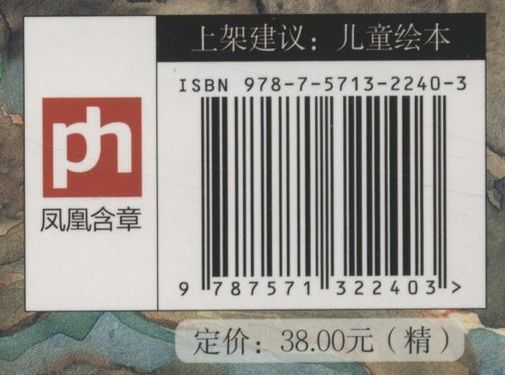 上架建议：儿童绘本
ISBN 978-7-5713-2240-3
ph
凤凰含章
9 787571 322403 >
定价：38.00元（精）